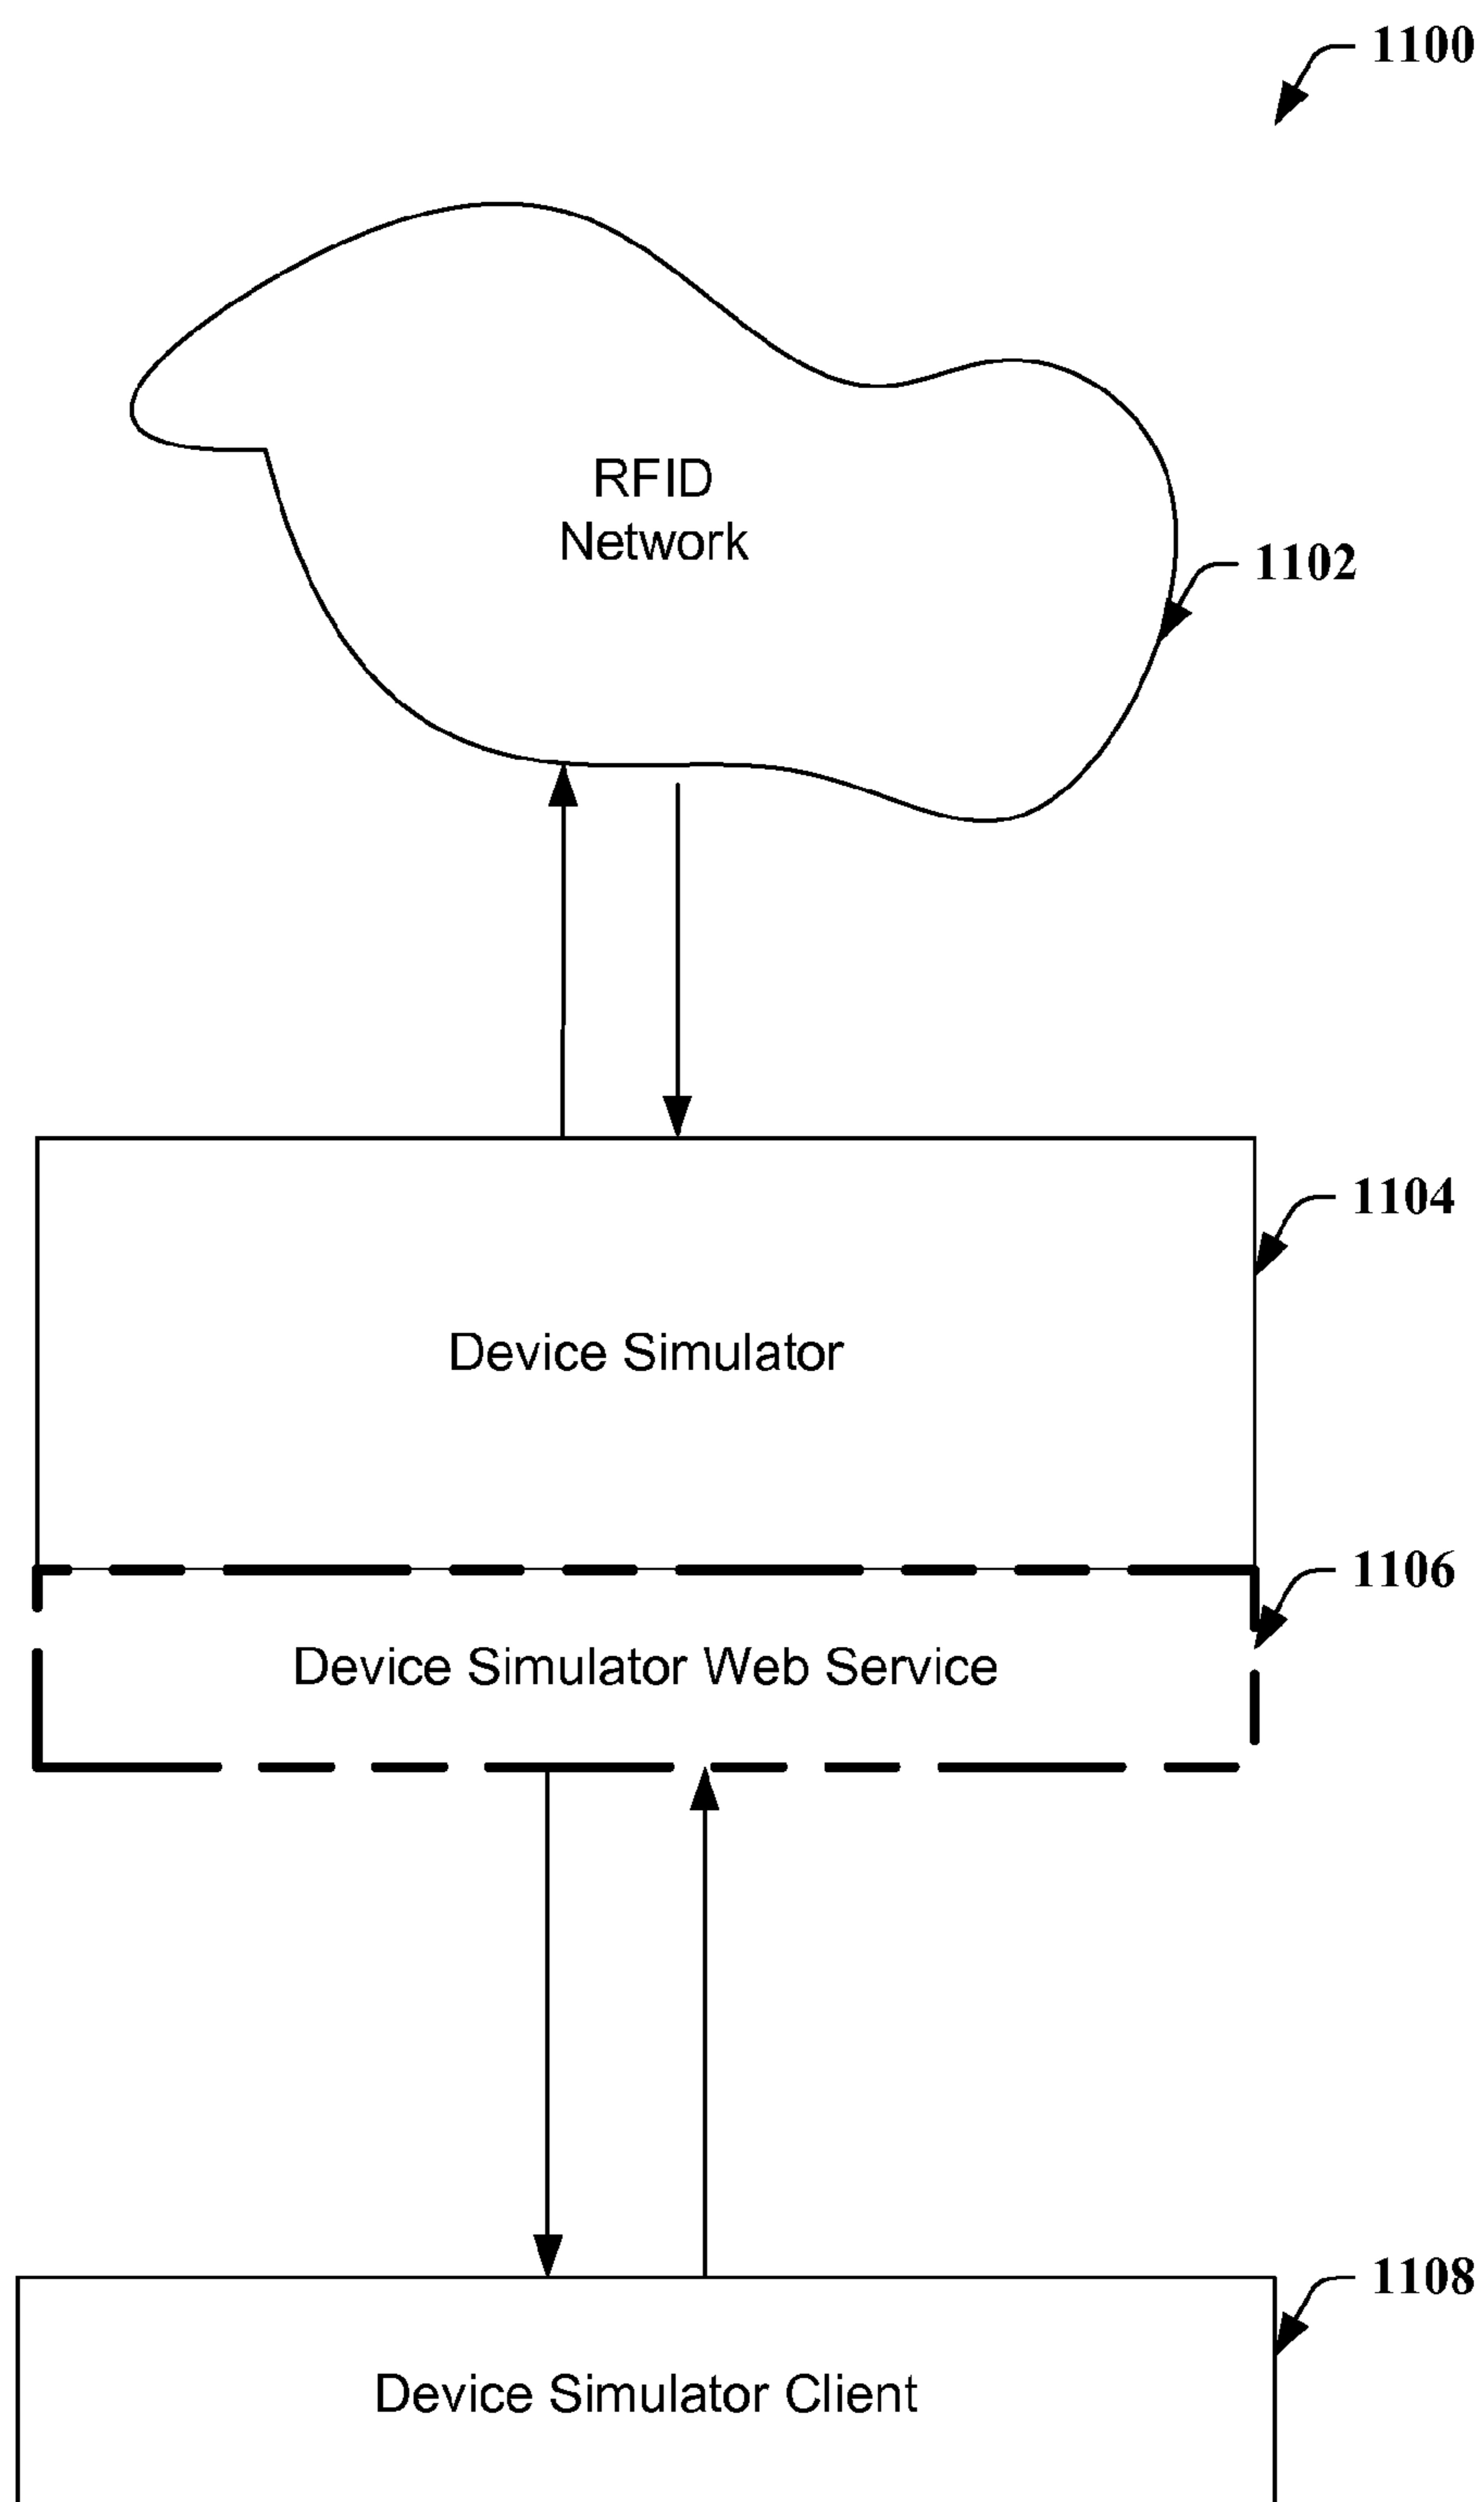 1100
RFID
Network
1102
1104
Device Simulator
1106
Device Simulator Web Service
1108
Device Simulator Client